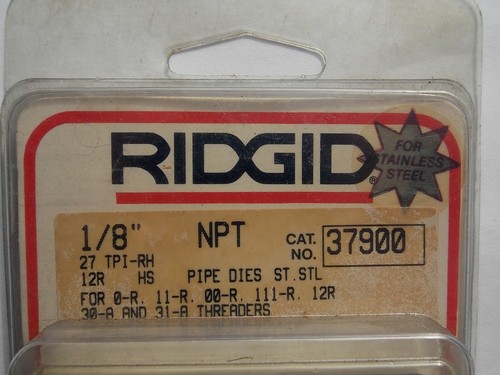 RIDGID®
FOR
STAINLESS
STEEL
1/8" NPT
CAT. NO. 37900
27 TPI-RH
12R HS PIPE DIES ST.STL
FOR 0-R, 11-R, 00-R, 111-R, 12R
30-A AND 31-A THREADERS